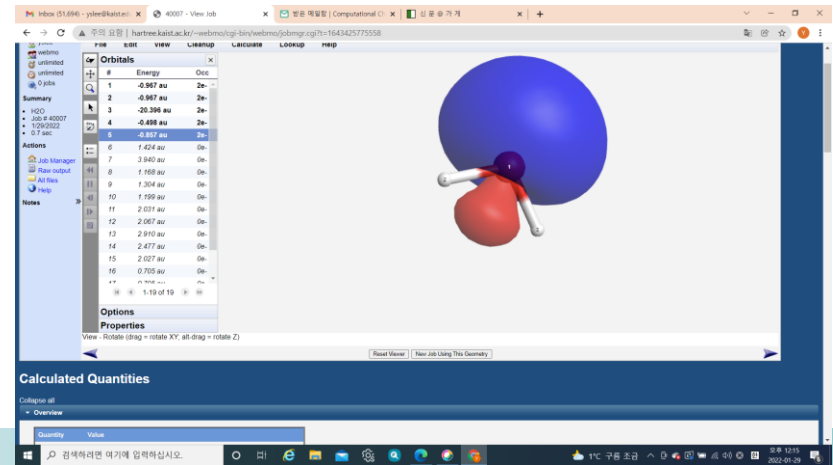 Inbox (51,694) - yslee@kaist.edu
40007 - View Job
받은 메일함 | Computational C
신 문 @ 가 게
주의 요함 | hartree.kaist.ac.kr/~webmo/cgi-bin/webmo/jobmgr.cgi?t=1643425775558
webmo
unlimited
unlimited
0 jobs
Summary
H2O
Job # 40007
1/29/2022
0.7 sec
Actions
Job Manager
Raw output
All files
Help
Notes
File Edit View Cleanup Calculate Lookup Help
Orbitals
# Energy Occ
1 -0.967 au 2e-
2 -0.967 au 2e-
3 -20.396 au 2e-
4 -0.498 au 2e-
5 -0.857 au 2e-
6 1.424 au 0e-
7 3.940 au 0e-
8 1.168 au 0e-
9 1.304 au 0e-
10 1.199 au 0e-
11 2.031 au 0e-
12 2.067 au 0e-
13 2.910 au 0e-
14 2.477 au 0e-
15 2.027 au 0e-
16 0.705 au 0e-
17 0.705 au 0e-
1-19 of 19
Options
Properties
View - Rotate (drag = rotate XY; alt-drag = rotate Z)
Reset Viewer New Job Using This Geometry
Calculated Quantities
Collapse all
Overview
Quantity Value
검색하려면 여기에 입력하십시오.
1°C 구름 조금
오후 12:15
2022-01-29